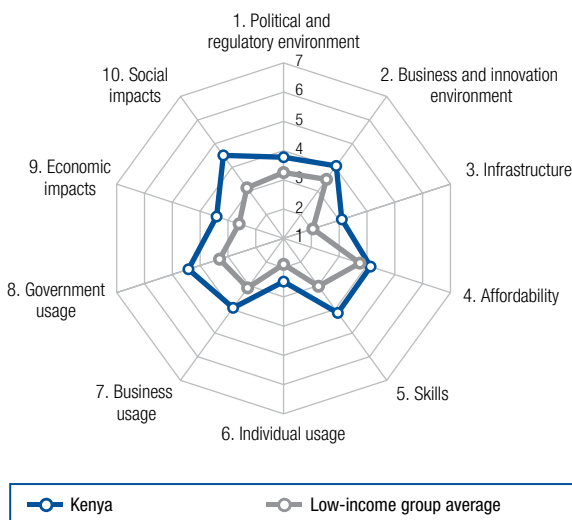 1. Political and
regulatory environment
2. Business and innovation
environment
3. Infrastructure
4. Affordability
5. Skills
6. Individual usage
7. Business
usage
8. Government
usage
9. Economic
impacts
10. Social
impacts
7
6
5
4
3
2
1
Kenya
Low-income group average